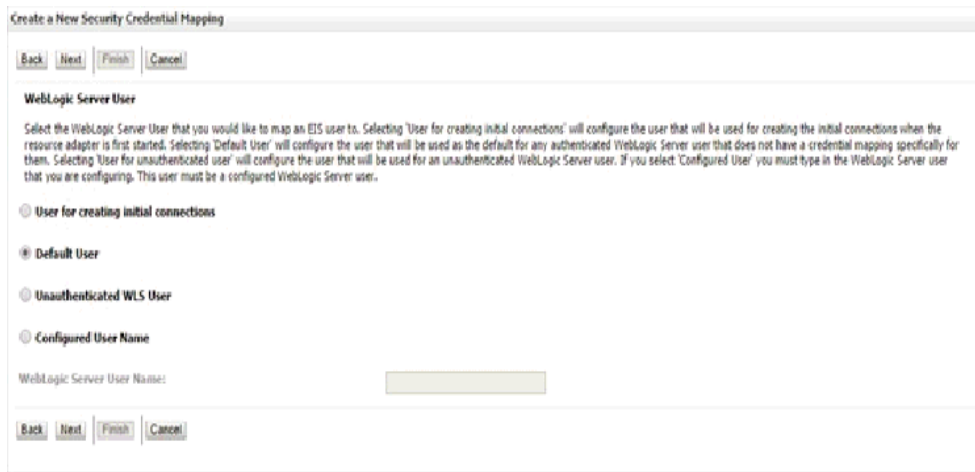 Create a New Security Credential Mapping
Back Next Finish Cancel
WebLogic Server User
Select the WebLogic Server User that you would like to map an EIS user to. Selecting 'User for creating initial connections' will configure the user that will be used for creating the initial connections when the
resource adapter is first started. Selecting 'Default User' will configure the user that will be used as the default for any authenticated WebLogic Server user that does not have a credential mapping specifically for
them. Selecting 'User for unauthenticated user' will configure the user that will be used for an unauthenticated WebLogic Server user. If you select 'Configured User' you must type in the WebLogic Server user
that you are configuring. This user must be a configured WebLogic Server user..
User for creating initial connections
Default User
Unauthenticated WLS User
Configured User Name
WebLogic Server User Name:
Back Next Finish Cancel